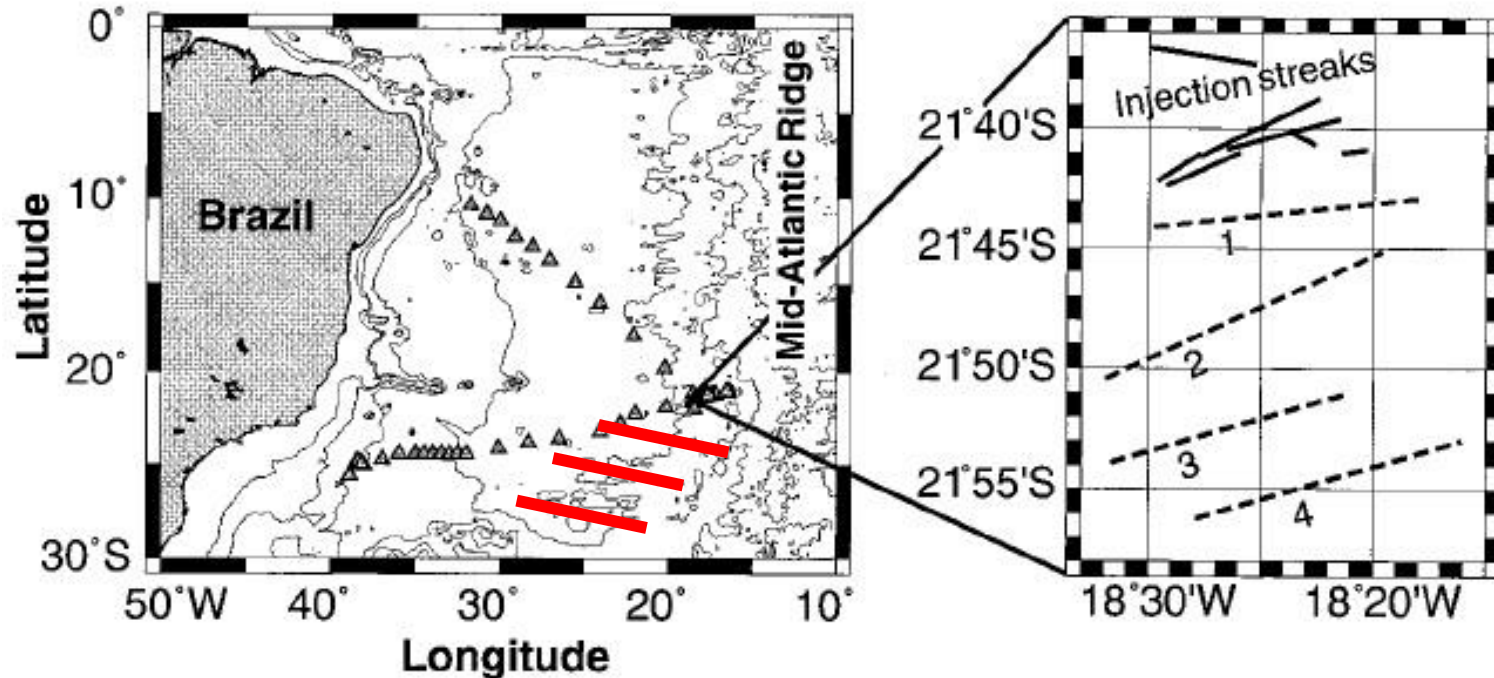 0°
10°
20°
30°S
Latitude
50°W
40°
30°
20°
10°
Longitude
Brazil
Mid-Atlantic Ridge
Injection streaks
21°40'S
21°45'S
21°50'S
21°55'S
1
2
3
4
18°30'W
18°20'W